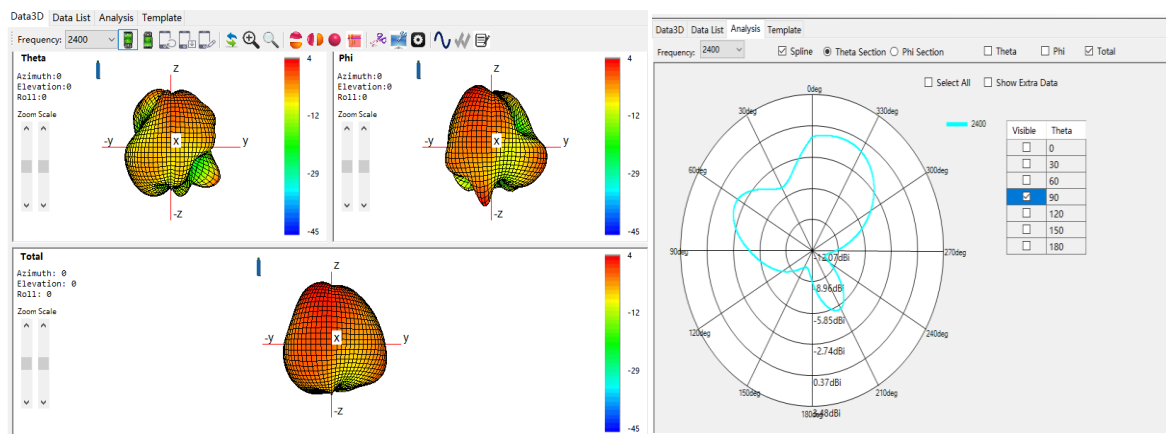 Data3D Data List Analysis Template
Frequency: 2400
Theta
Azimuth:0
Elevation:0
Roll:0
Zoom Scale
Z
-y
X
y
-Z
4
-12
-29
-45
Phi
Azimuth:0
Elevation:0
Roll:0
Zoom Scale
Z
-y
X
y
-Z
4
-12
-29
-45
Total
Azimuth: 0
Elevation: 0
Roll: 0
Zoom Scale
Z
-y
X
y
-Z
4
-12
-29
-45
Data3D Data List Analysis Template
Frequency: 2400 Spline Theta Section Phi Section Theta Phi Total
Select All Show Extra Data
0deg
30deg
330deg
2400
60deg
300deg
90deg
270deg
-12.07dBi
-8.96dBi
-5.85dBi
120deg
240deg
-2.74dBi
0.37dBi
150deg
210deg
180deg
3.48dBi
Visible Theta
0
30
60
90
120
150
180